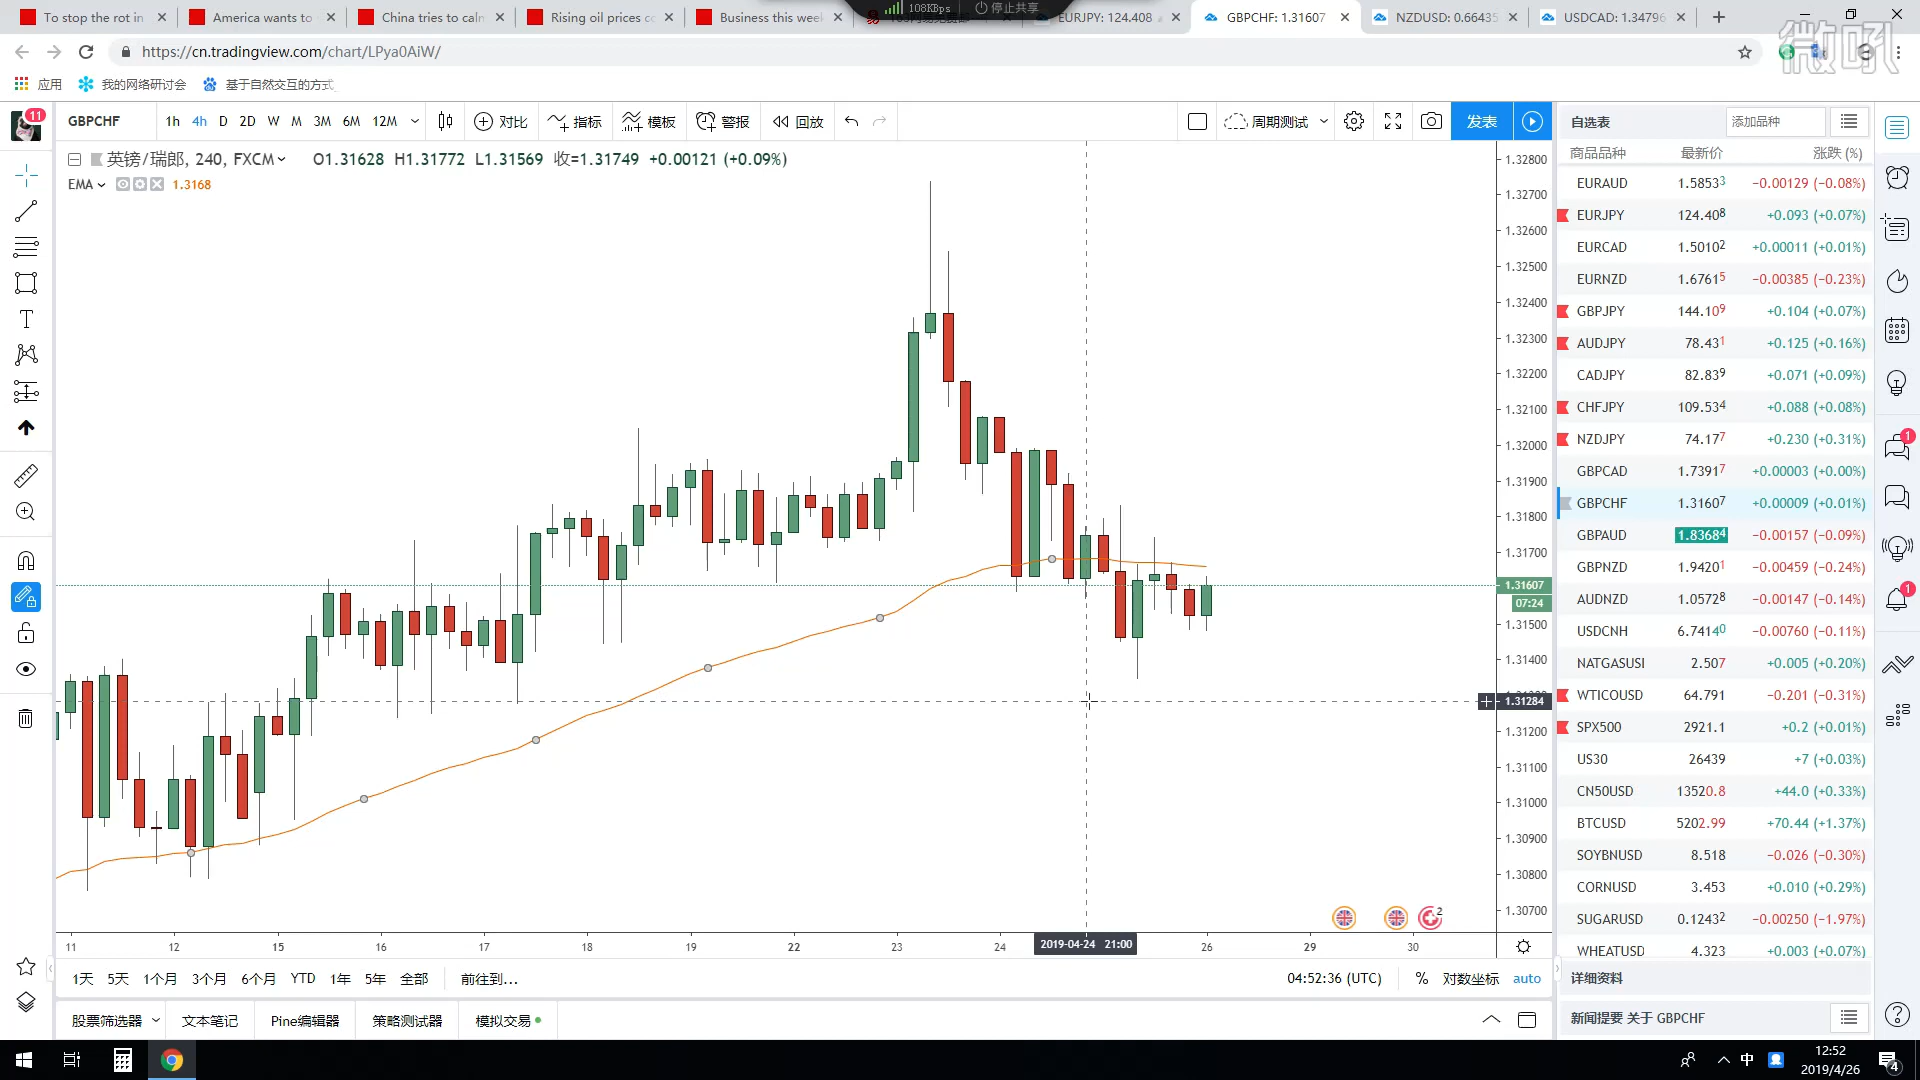 To stop the rot in
America wants to
China tries to caln
Rising oil prices c
Business this week
108KBps
停止共享
EURJPY: 124.408
GBPCHF: 1.31607
NZDUSD: 0.66435
USDCAD: 1.34796
https://cn.tradingview.com/chart/LPya0AiW/
微吼
应用
我的网络研讨会
基于自然交互的方式
11
GBPCHF
1h 4h D 2D W M 3M 6M 12M
对比
指标
模板
警报
回放
周期测试
发表
英镑/瑞郎, 240, FXCM
O1.31628 H1.31772 L1.31569 收=1.31749 +0.00121 (+0.09%)
EMA 1.3168
1.32800
1.32700
1.32600
1.32500
1.32400
1.32300
1.32200
1.32100
1.32000
1.31900
1.31800
1.31700
1.31607
07:24
1.31500
1.31400
1.31284
1.31200
1.31100
1.31000
1.30900
1.30800
1.30700
2
11 12 15 16 17 18 19 22 23 24 2019-04-24 21:00 26 29 30
1天 5天 1个月 3个月 6个月 YTD 1年 5年 全部 前往到...
04:52:36 (UTC) % 对数坐标 auto
股票筛选器 文本笔记 Pine编辑器 策略测试器 模拟交易
自选表 添加品种
商品品种 最新价 涨跌 (%)
EURAUD 1.58533 −0.00129 (−0.08%)
EURJPY 124.408 +0.093 (+0.07%)
EURCAD 1.50102 +0.00011 (+0.01%)
EURNZD 1.67615 −0.00385 (−0.23%)
GBPJPY 144.109 +0.104 (+0.07%)
AUDJPY 78.431 +0.125 (+0.16%)
CADJPY 82.839 +0.071 (+0.09%)
CHFJPY 109.534 +0.088 (+0.08%)
NZDJPY 74.177 +0.230 (+0.31%)
GBPCAD 1.73917 +0.00003 (+0.00%)
GBPCHF 1.31607 +0.00009 (+0.01%)
GBPAUD 1.83684 −0.00157 (−0.09%)
GBPNZD 1.94201 −0.00459 (−0.24%)
AUDNZD 1.05728 −0.00147 (−0.14%)
USDCNH 6.74140 −0.00760 (−0.11%)
NATGASUSI 2.507 +0.005 (+0.20%)
WTICOUSD 64.791 −0.201 (−0.31%)
SPX500 2921.1 +0.2 (+0.01%)
US30 26439 +7 (+0.03%)
CN50USD 13520.8 +44.0 (+0.33%)
BTCUSD 5202.99 +70.44 (+1.37%)
SOYBNUSD 8.518 −0.026 (−0.30%)
CORNUSD 3.453 +0.010 (+0.29%)
SUGARUSD 0.12432 −0.00250 (−1.97%)
WHEATUSD 4.323 +0.003 (+0.07%)
详细资料
新闻提要 关于 GBPCHF
1
1
中
12:52
2019/4/26
4